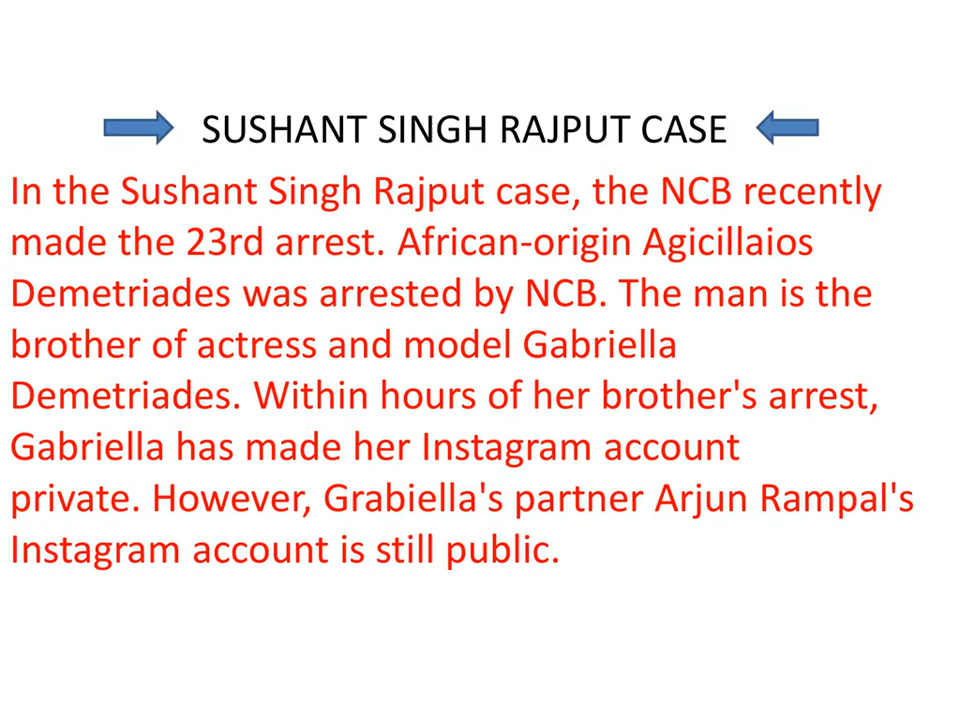 SUSHANT SINGH RAJPUT CASE
In the Sushant Singh Rajput case, the NCB recently
made the 23rd arrest. African-origin Agicillaios
Demetriades was arrested by NCB. The man is the
brother of actress and model Gabriella
Demetriades. Within hours of her brother's arrest,
Gabriella has made her Instagram account
private. However, Grabiella's partner Arjun Rampal's
Instagram account is still public.